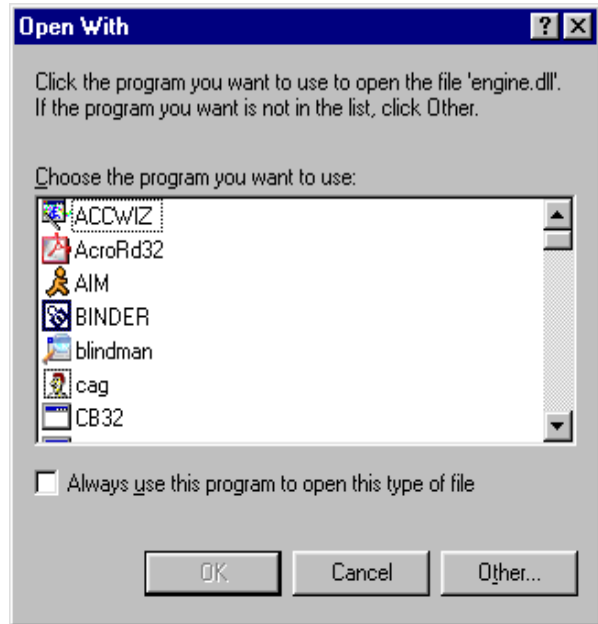 Open With
Click the program you want to use to open the file 'engine.dll'.
If the program you want is not in the list, click Other.
Choose the program you want to use:
ACCWIZ
AcroRd32
AIM
BINDER
blindman
cag
CB32
Always use this program to open this type of file
OK
Cancel
Other...